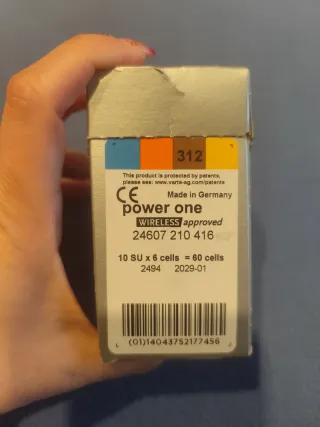 312
This product is protected by patents,
please see: www.varta-ag.com/patents
CE Made in Germany
power one
WIRELESS approved
24607 210 416
10 SU x 6 cells = 60 cells
2494 2029-01
(01)14043752177456